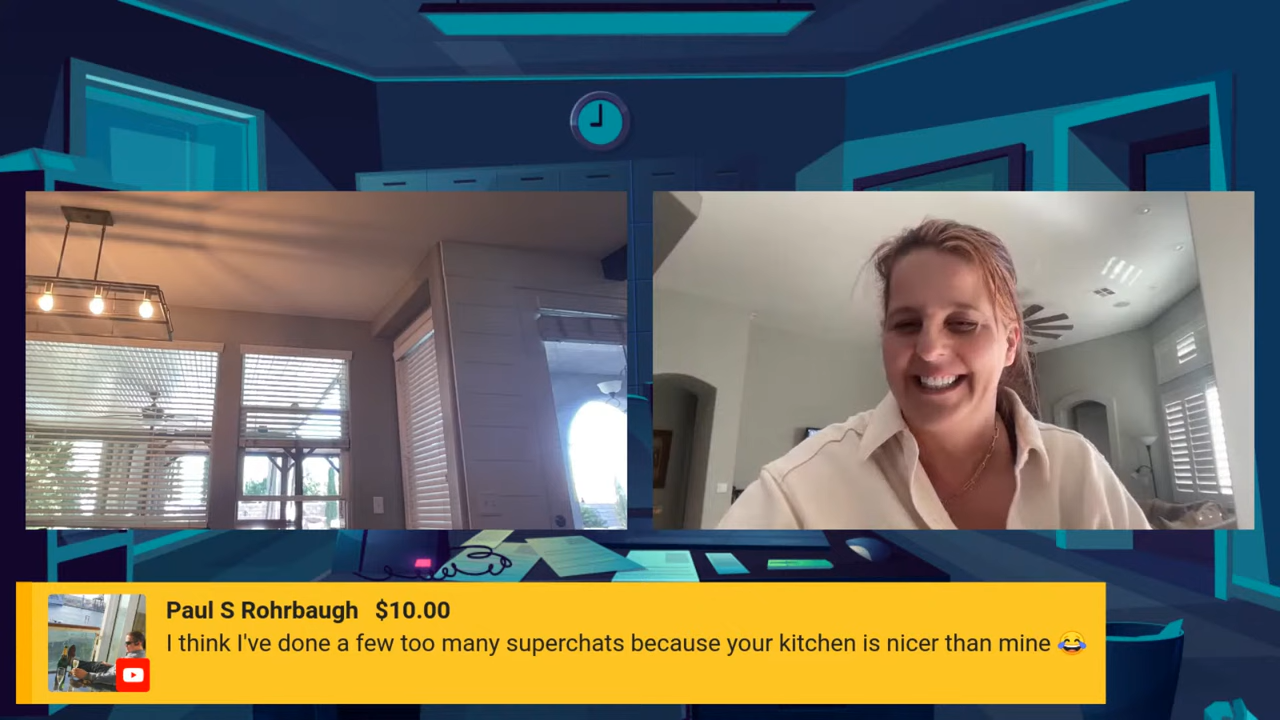 Paul S Rohrbaugh $10.00
I think I've done a few too many superchats because your kitchen is nicer than mine 😂